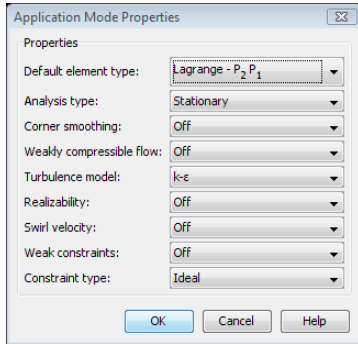 Application Mode Properties
Properties
Default element type: Lagrange - P₂ P₁
Analysis type: Stationary
Corner smoothing: Off
Weakly compressible flow: Off
Turbulence model: k-ε
Realizability: Off
Swirl velocity: Off
Weak constraints: Off
Constraint type: Ideal
OK Cancel Help